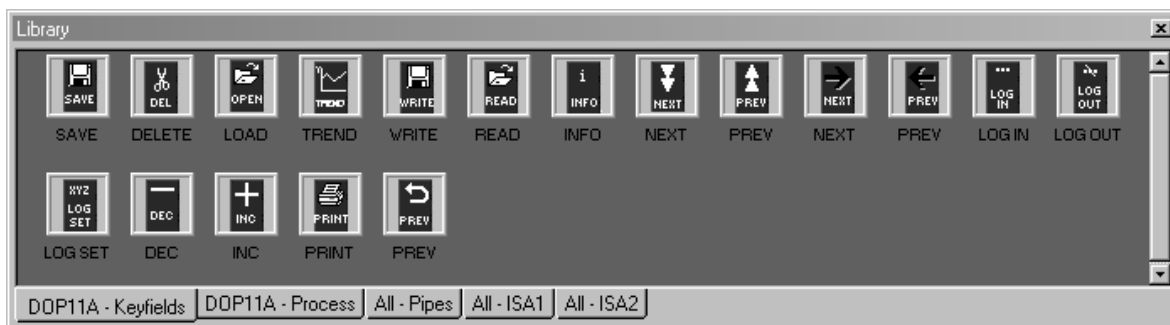 Library
SAVE DEL OPEN TREND WRITE READ i INFO NEXT PREV NEXT PREV LOG IN LOG OUT
SAVE DELETE LOAD TREND WRITE READ INFO NEXT PREV NEXT PREV LOG IN LOG OUT
XYZ LOG SET DEC INC PRINT PREV
LOG SET DEC INC PRINT PREV
DOP11A - Keyfields DOP11A - Process All - Pipes All - ISA1 All - ISA2